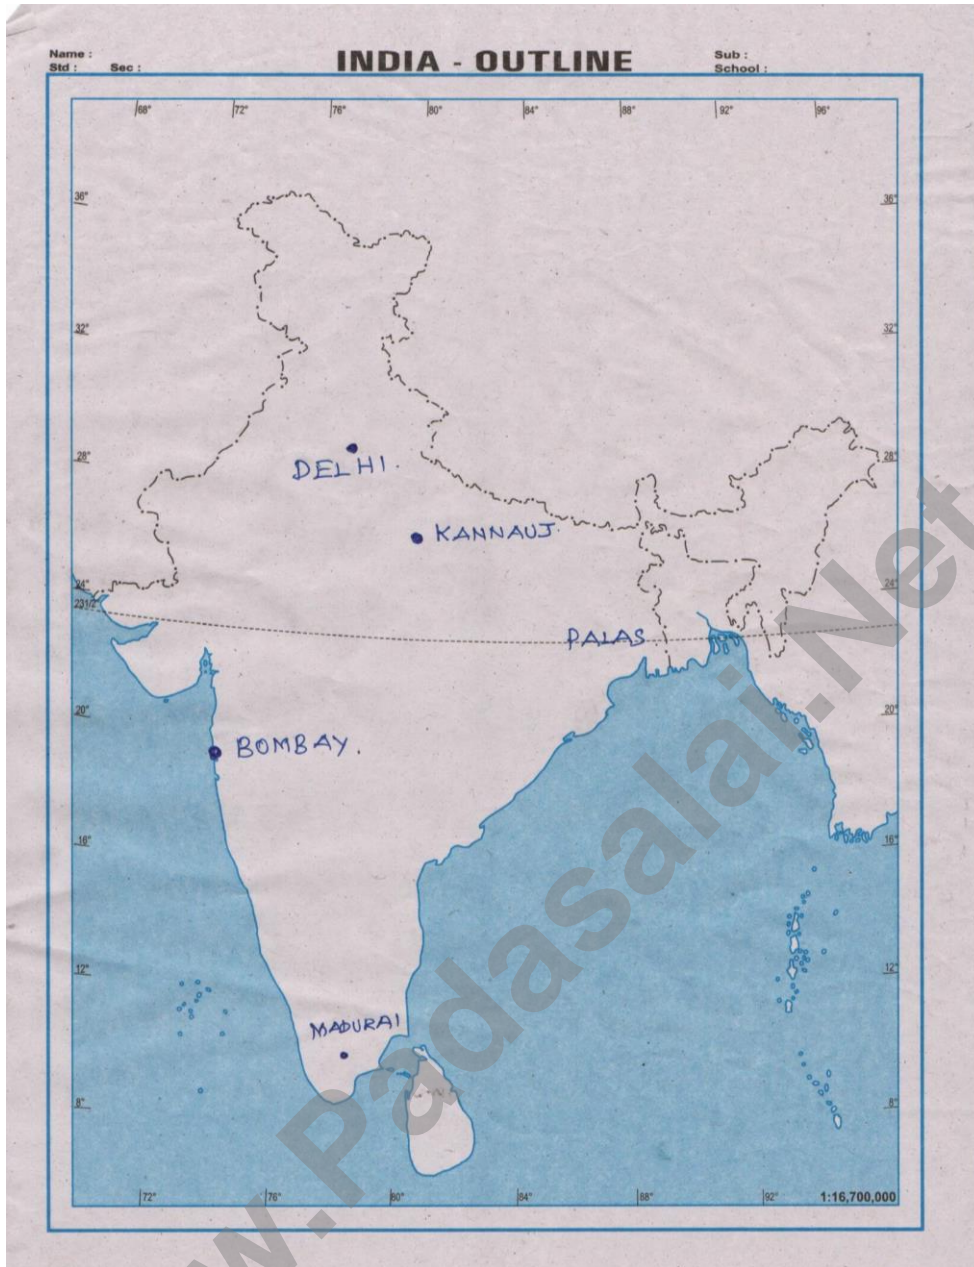 Name :
INDIA - OUTLINE
Sub :
Std : Sec :
School :
68° 72° 76° 80° 84° 88° 92° 96°
36° 36°
32° 32°
28° 28°
DELHI.
KANNAUJ
24° 24°
23 1/2°
PALAS
20° 20°
BOMBAY.
16° 16°
12° 12°
MADURAI
8° 8°
72° 76° 80° 84° 88° 92°
1:16,700,000
www.Padasalai.Net